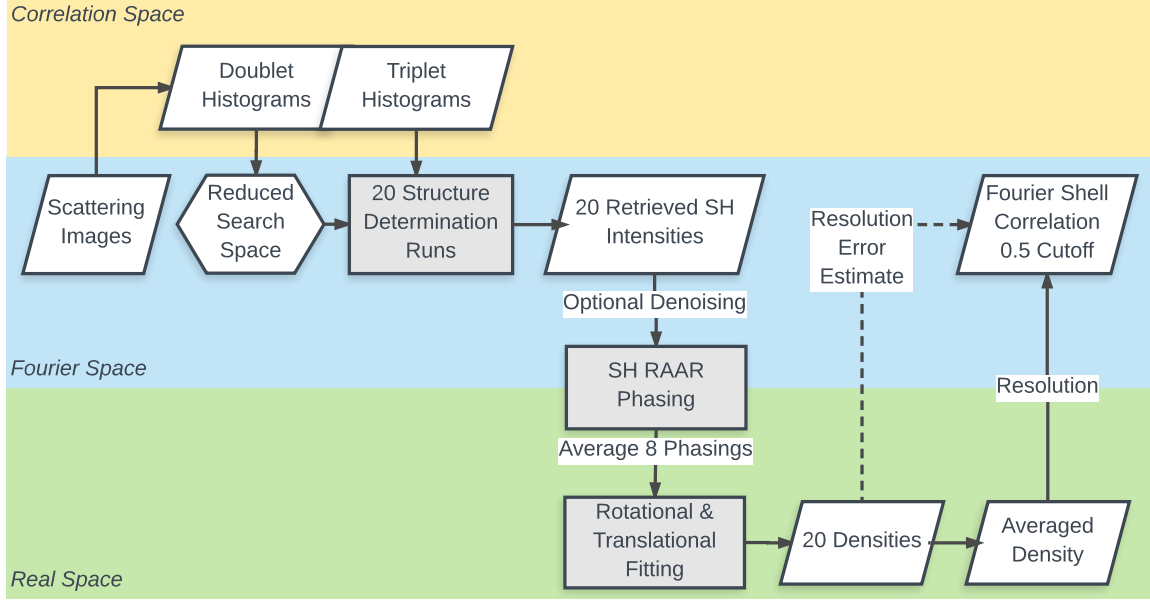 Correlation Space
Doublet
Histograms
Triplet
Histograms
Scattering
Images
Reduced
Search
Space
20 Structure
Determination
Runs
20 Retrieved SH
Intensities
Resolution
Error
Estimate
Fourier Shell
Correlation
0.5 Cutoff
Optional Denoising
Fourier Space
SH RAAR
Phasing
Resolution
Average 8 Phasings
Rotational &
Translational
Fitting
20 Densities
Averaged
Density
Real Space